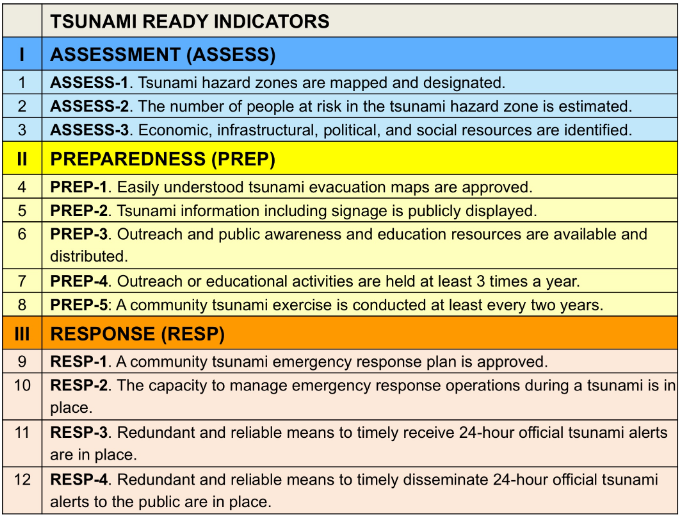 TSUNAMI READY INDICATORS
I ASSESSMENT (ASSESS)
1 ASSESS-1. Tsunami hazard zones are mapped and designated.
2 ASSESS-2. The number of people at risk in the tsunami hazard zone is estimated.
3 ASSESS-3. Economic, infrastructural, political, and social resources are identified.
II PREPAREDNESS (PREP)
4 PREP-1. Easily understood tsunami evacuation maps are approved.
5 PREP-2. Tsunami information including signage is publicly displayed.
6 PREP-3. Outreach and public awareness and education resources are available and
distributed.
7 PREP-4. Outreach or educational activities are held at least 3 times a year.
8 PREP-5: A community tsunami exercise is conducted at least every two years.
III RESPONSE (RESP)
9 RESP-1. A community tsunami emergency response plan is approved.
10 RESP-2. The capacity to manage emergency response operations during a tsunami is in
place.
11 RESP-3. Redundant and reliable means to timely receive 24-hour official tsunami alerts
are in place.
12 RESP-4. Redundant and reliable means to timely disseminate 24-hour official tsunami
alerts to the public are in place.